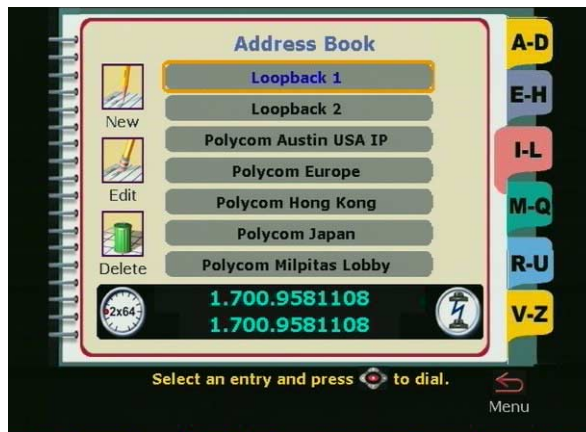 Address Book
A-D
Loopback 1
E-H
New
Loopback 2
Polycom Austin USA IP
I-L
Polycom Europe
Edit
Polycom Hong Kong
M-Q
Polycom Japan
Delete
Polycom Milpitas Lobby
R-U
2x64
1.700.9581108
1.700.9581108
V-Z
Select an entry and press to dial.
Menu